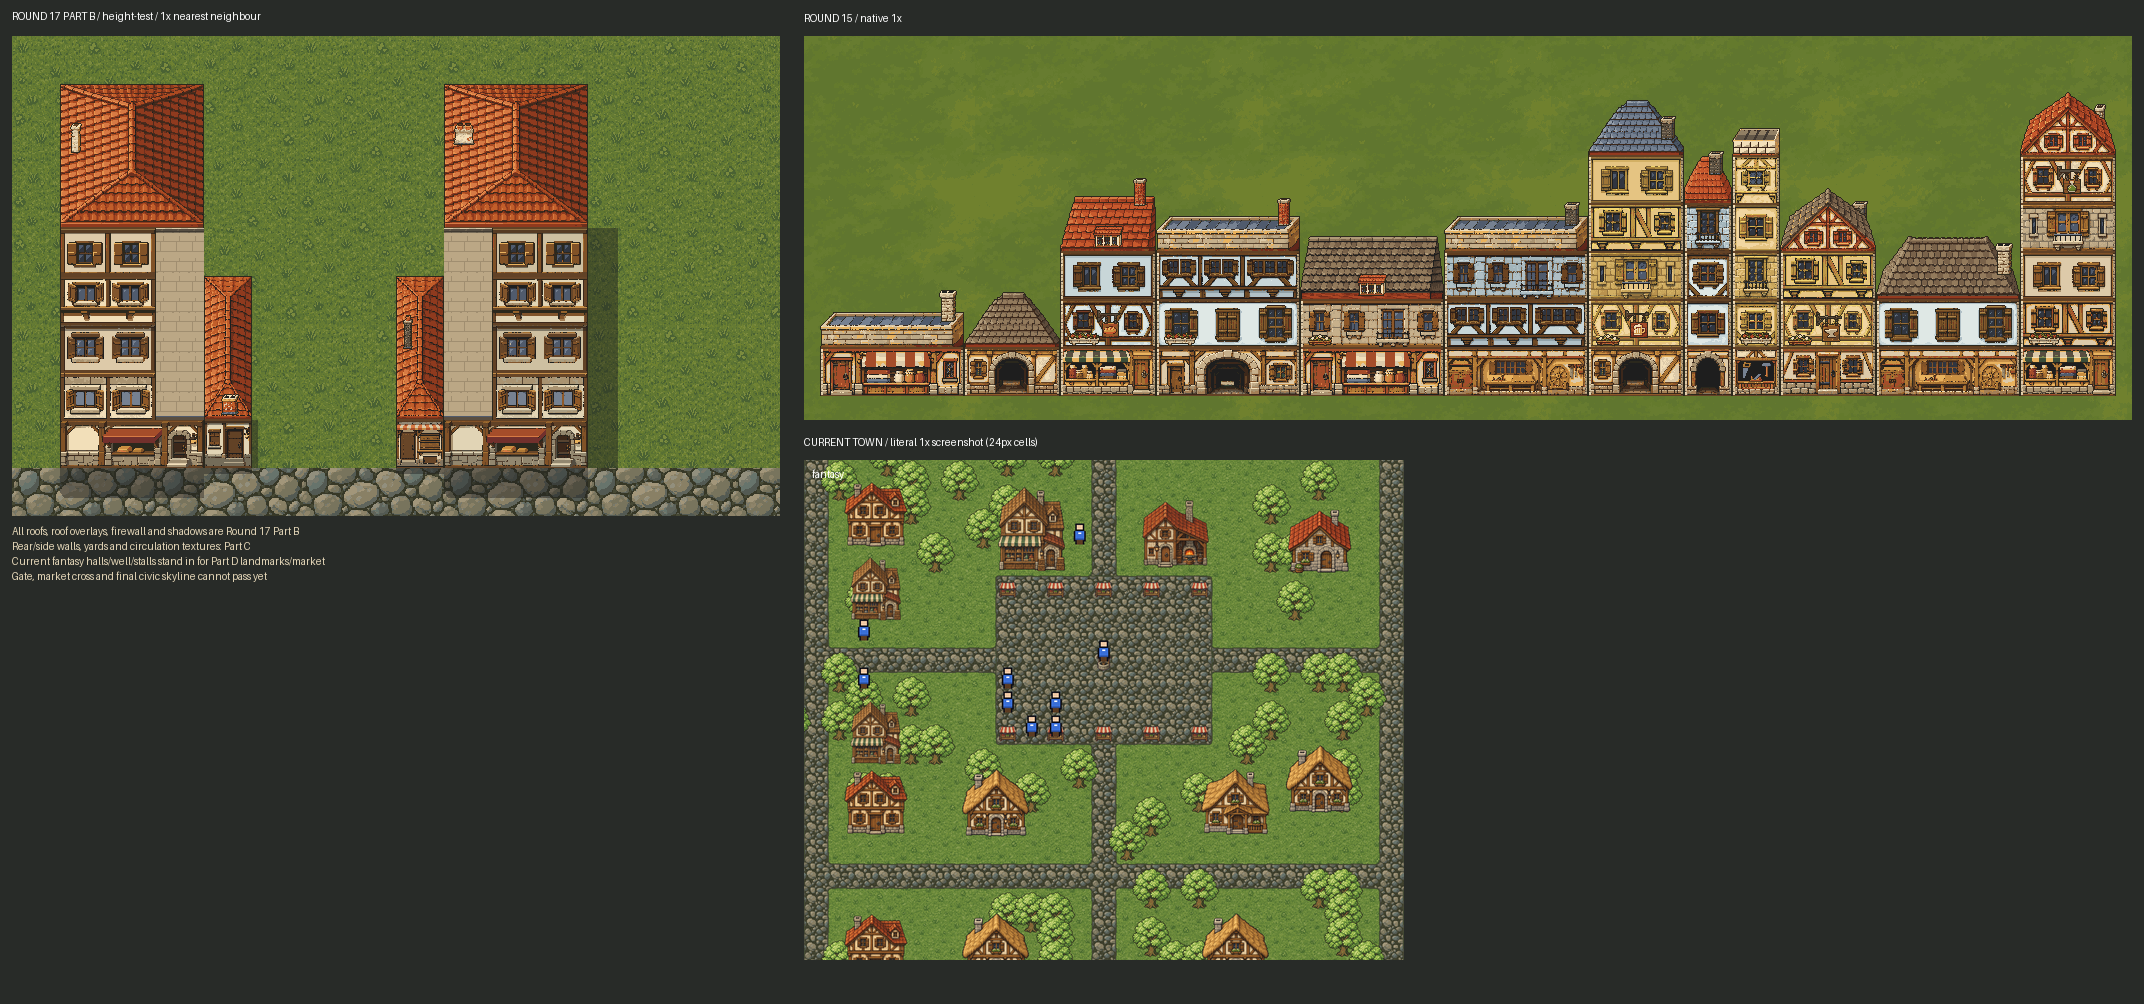 ROUND 17 PART B / height-test / 1x nearest neighbour
ROUND 15 / native 1x
All roofs, roof overlays, firewall and shadows are Round 17 Part B
Rear/side walls, yards and circulation textures: Part C
Current fantasy halls/well/stalls stand in for Part D landmarks/market
Gate, market cross and final civic skyline cannot pass yet
CURRENT TOWN / literal 1x screenshot (24px cells)
fantasy